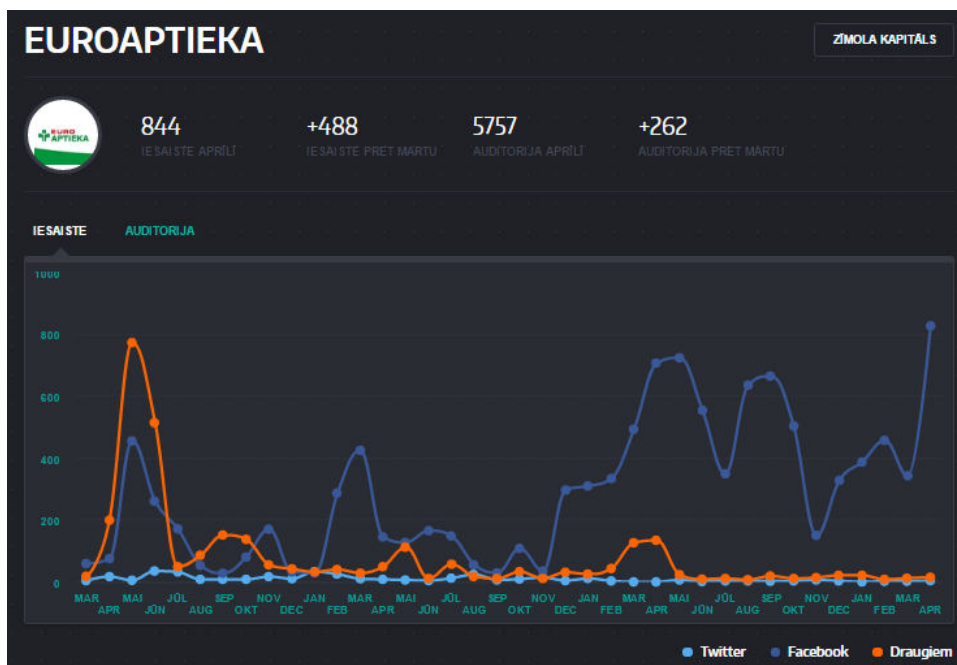 EUROAPTIEKA
ZĪMOLA KAPITĀLS
EURO
APTIEKA
844
+488
5757
+262
IESAISTE APRĪLĪ
IESAISTE PRET MARTU
AUDITORIJA APRĪLĪ
AUDITORIJA PRET MARTU
IESAISTE
AUDITORIJA
1000
800
600
400
200
0
MAR MAI JŪL SEP NOV JAN MAR MAI JŪL SEP NOV JAN MAR MAI JŪL SEP NOV JAN MAR
APR JŪN AUG OKT DEC FEB APR JŪN AUG OKT DEC FEB APR JŪN AUG OKT DEC FEB APR
Twitter Facebook Draugiem